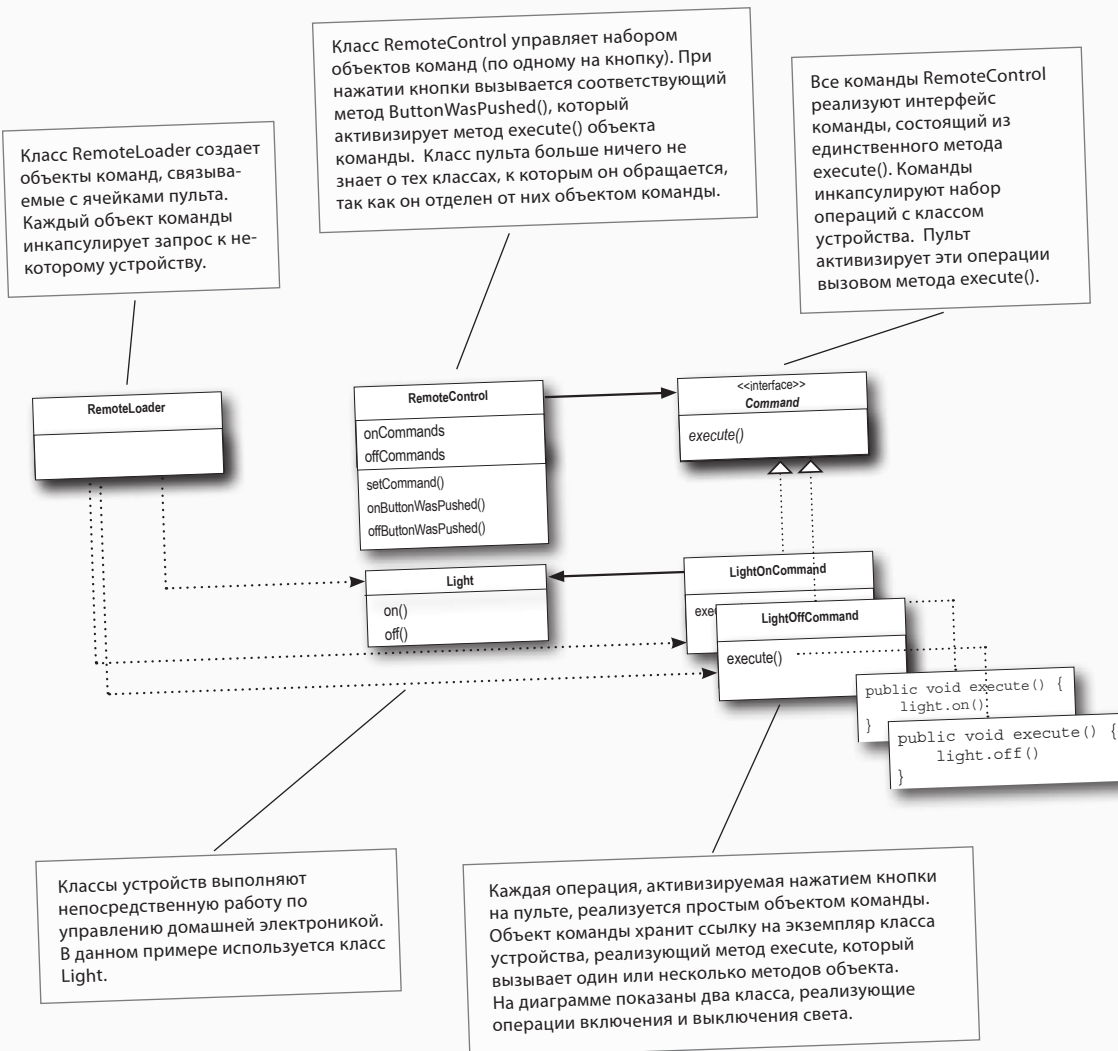 Класс RemoteControl управляет набором
объектов команд (по одному на кнопку). При
нажатии кнопки вызывается соответствующий
метод ButtonWasPushed(), который
активизирует метод execute() объекта
команды. Класс пульта больше ничего не
знает о тех классах, к которым он обращается,
так как он отделен от них объектом команды.
Все команды RemoteControl
реализуют интерфейс
команды, состоящий из
единственного метода
execute(). Команды
инкапсулируют набор
операций с классом
устройства. Пульт
активизирует эти операции
вызовом метода execute().
Класс RemoteLoader создает
объекты команд, связыва-
емые с ячейками пульта.
Каждый объект команды
инкапсулирует запрос к не-
которому устройству.
RemoteLoader
RemoteControl
onCommands
offCommands
setCommand()
onButtonWasPushed()
offButtonWasPushed()
<<interface>>
Command
execute()
Light
on()
off()
LightOnCommand
exe
LightOffCommand
execute()
public void execute() {
light.on()
}
public void execute() {
light.off()
}
Классы устройств выполняют
непосредственную работу по
управлению домашней электроникой.
В данном примере используется класс
Light.
Каждая операция, активизируемая нажатием кнопки
на пульте, реализуется простым объектом команды.
Объект команды хранит ссылку на экземпляр класса
устройства, реализующий метод execute, который
вызывает один или несколько методов объекта.
На диаграмме показаны два класса, реализующие
операции включения и выключения света.